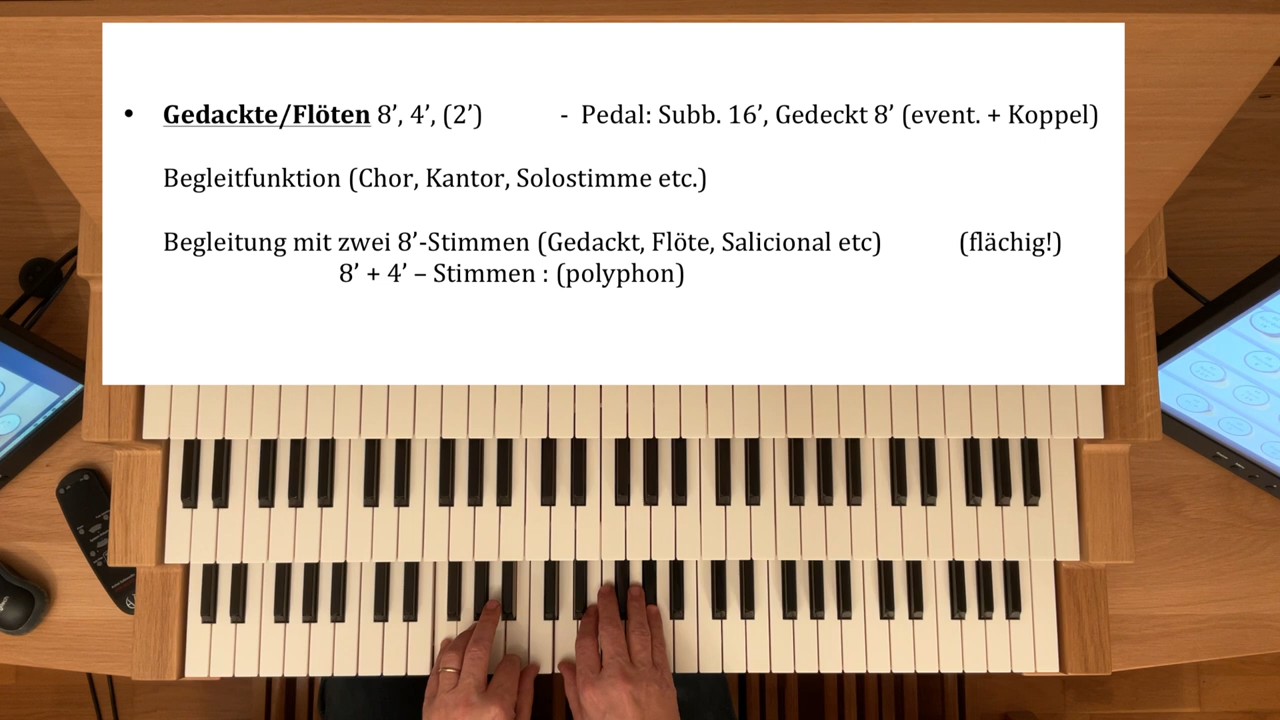 • Gedackte/Flöten 8’, 4’, (2’) - Pedal: Subb. 16’, Gedeckt 8’ (event. + Koppel)
Begleitfunktion (Chor, Kantor, Solostimme etc.)
Begleitung mit zwei 8’-Stimmen (Gedackt, Flöte, Salicional etc) (flächig!)
8’ + 4’ – Stimmen : (polyphon)